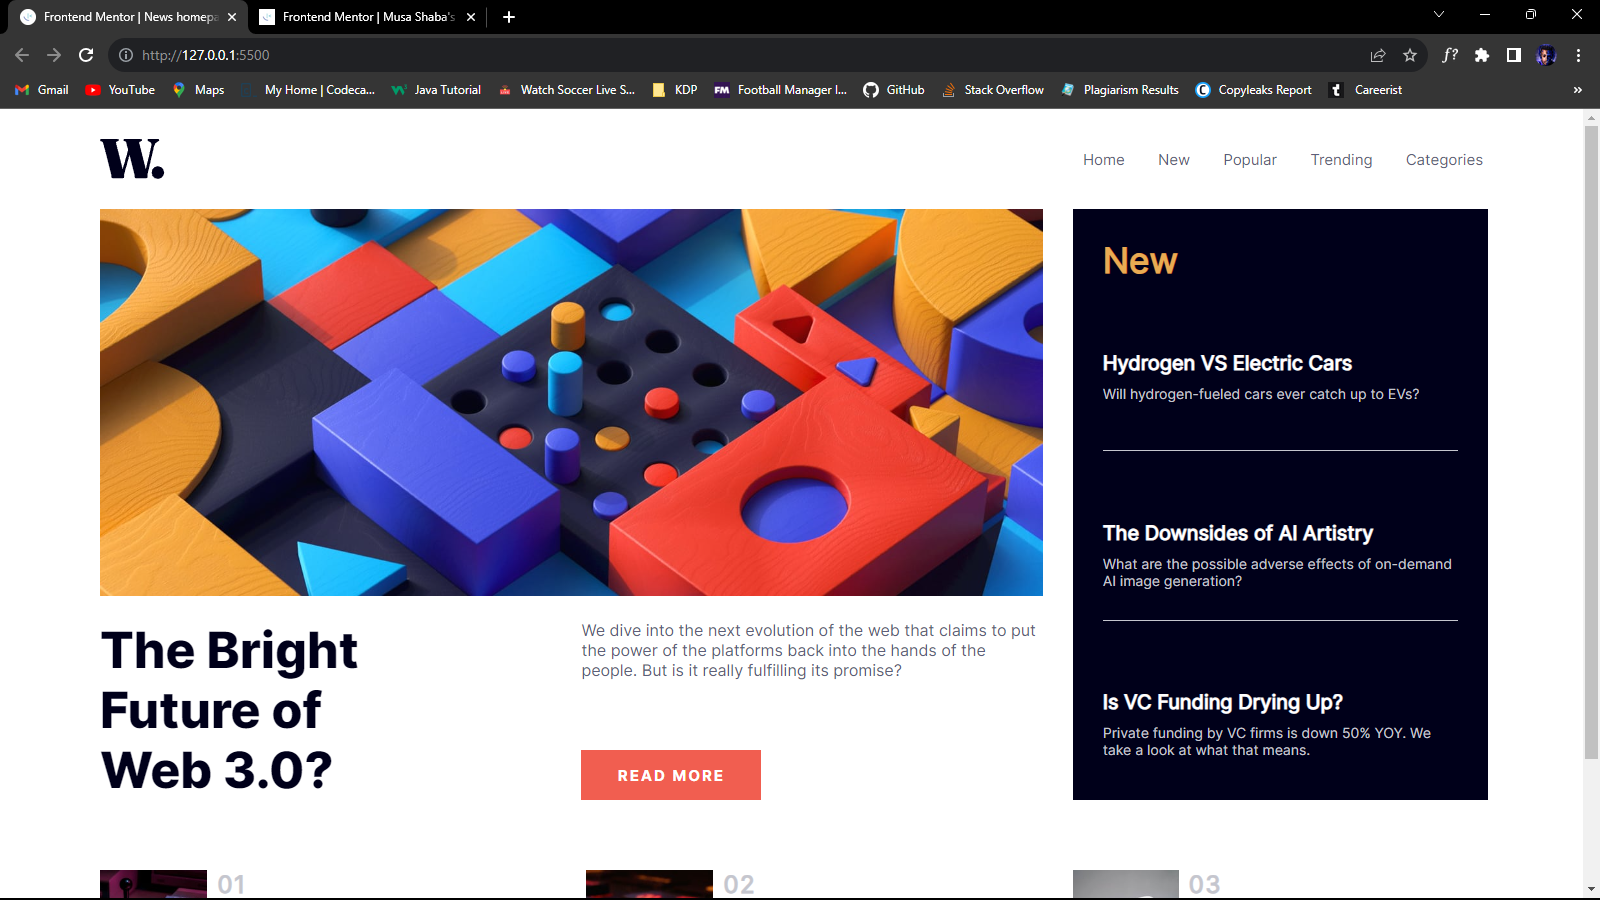 Frontend Mentor | News homepa
Frontend Mentor | Musa Shaba's
http://127.0.0.1:5500
f?
Gmail
YouTube
Maps
My Home | Codeca...
Java Tutorial
Watch Soccer Live S...
KDP
FM Football Manager I...
GitHub
Stack Overflow
Plagiarism Results
C Copyleaks Report
t Careerist
»
W.
Home New Popular Trending Categories
New
Hydrogen VS Electric Cars
Will hydrogen-fueled cars ever catch up to EVs?
The Downsides of AI Artistry
What are the possible adverse effects of on-demand
AI image generation?
Is VC Funding Drying Up?
Private funding by VC firms is down 50% YOY. We
take a look at what that means.
The Bright
Future of
Web 3.0?
We dive into the next evolution of the web that claims to put
the power of the platforms back into the hands of the
people. But is it really fulfilling its promise?
READ MORE
01
02
03